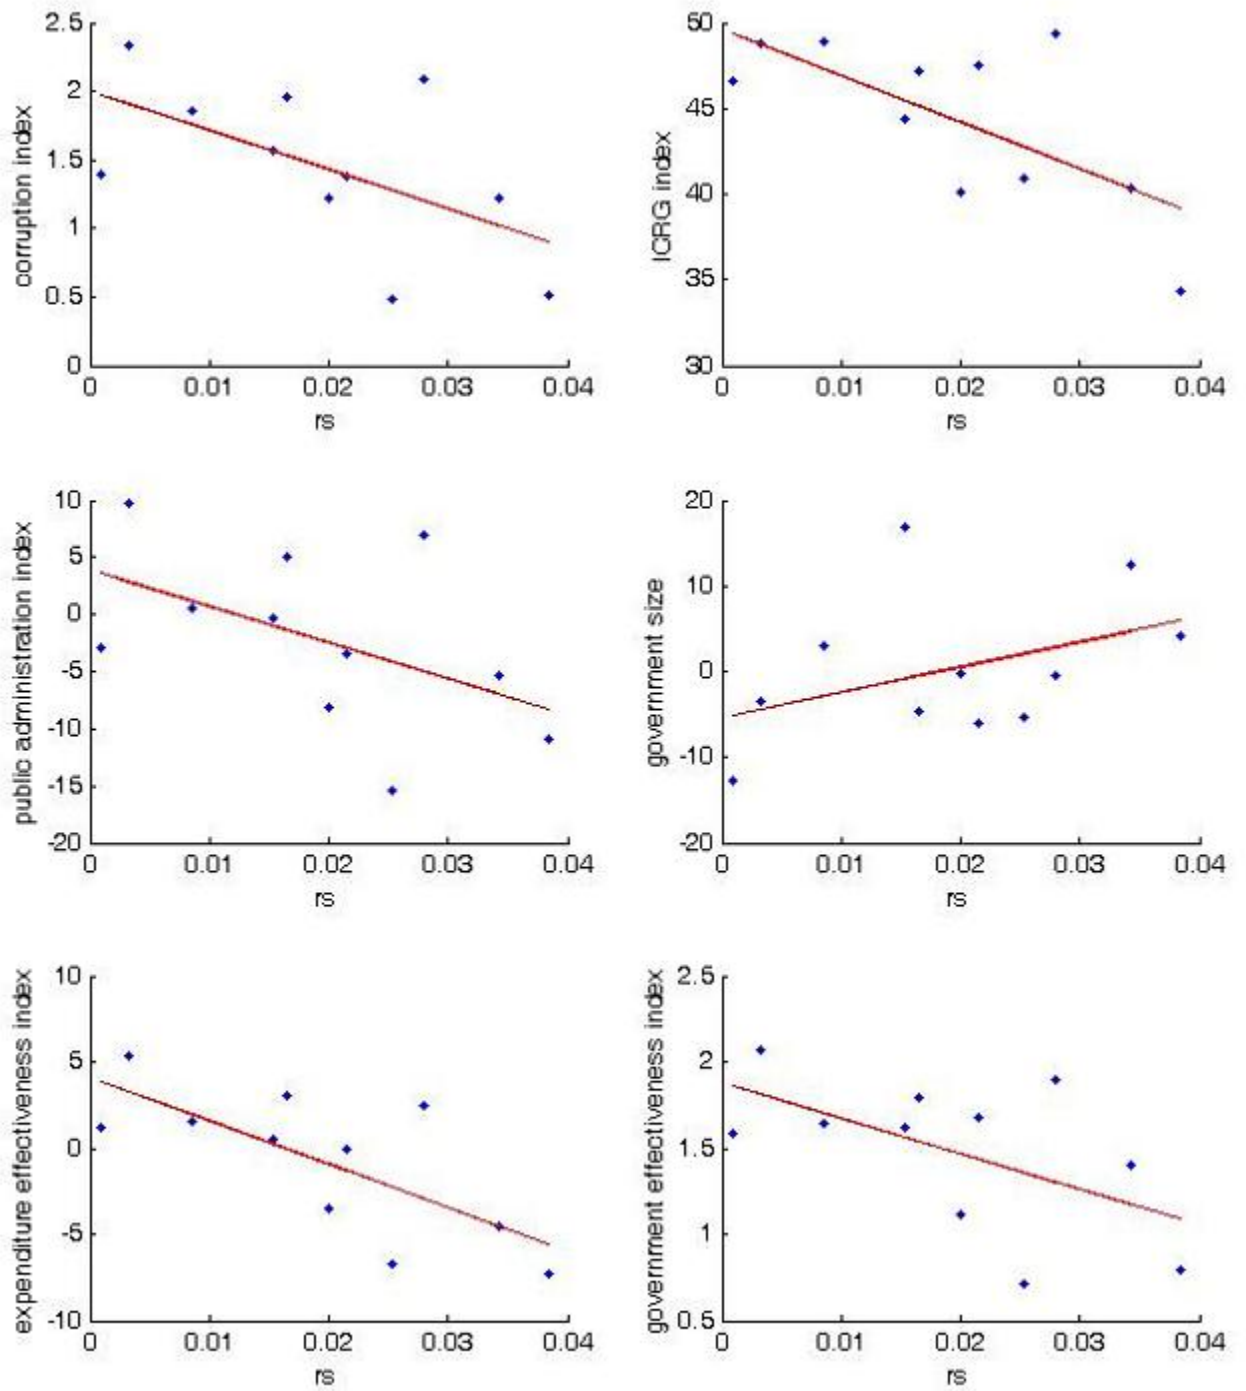 2.5
2
1.5
1
0.5
0
corruption index
0 0.01 0.02 0.03 0.04
rs
50
45
40
35
30
ICRG index
0 0.01 0.02 0.03 0.04
rs
10
5
0
-5
-10
-15
-20
public administration index
0 0.01 0.02 0.03 0.04
rs
20
10
0
-10
-20
government size
0 0.01 0.02 0.03 0.04
rs
10
5
0
-5
-10
expenditure effectiveness index
0 0.01 0.02 0.03 0.04
rs
2.5
2
1.5
1
0.5
government effectiveness index
0 0.01 0.02 0.03 0.04
rs